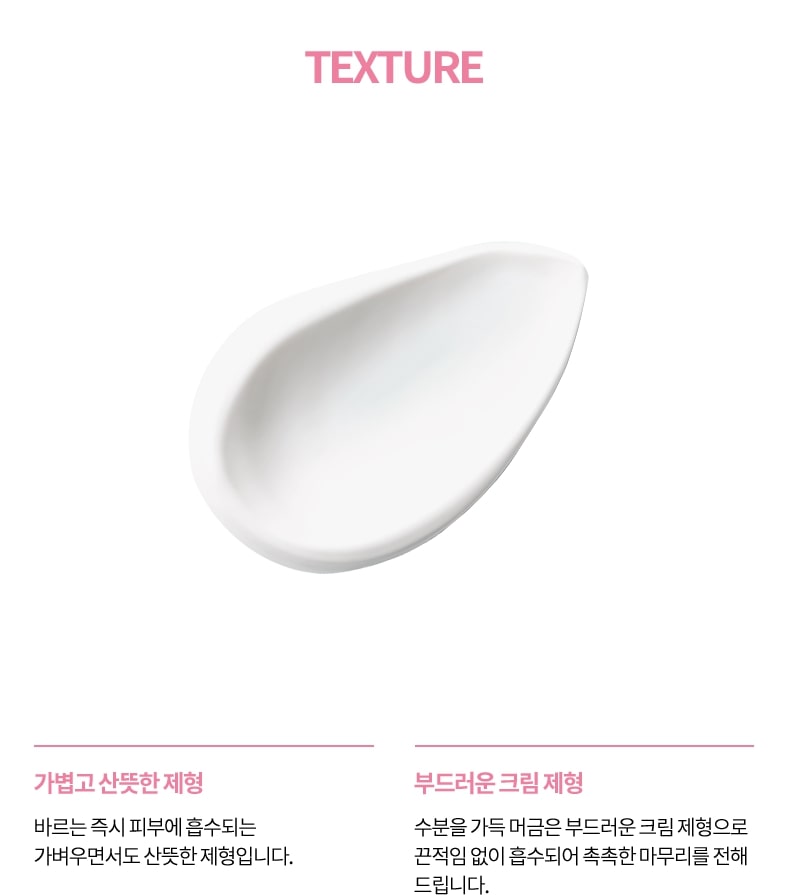 TEXTURE
가볍고 산뜻한 제형
바르는 즉시 피부에 흡수되는
가벼우면서도 산뜻한 제형입니다.
부드러운 크림 제형
수분을 가득 머금은 부드러운 크림 제형으로
끈적임 없이 흡수되어 촉촉한 마무리를 전해
드립니다.